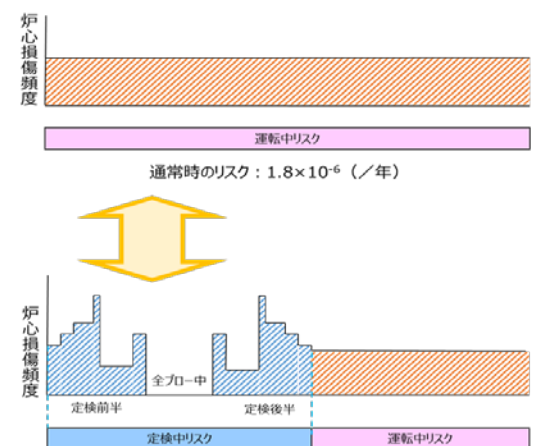 炉心損傷頻度
運転中リスク
通常時のリスク：1.8×10⁻⁶（／年）
炉心損傷頻度
全ブロー中
定検前半
定検後半
定検中リスク
運転中リスク